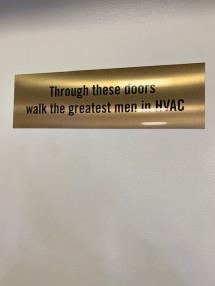 Through these doors
walk the greatest men in HVAC